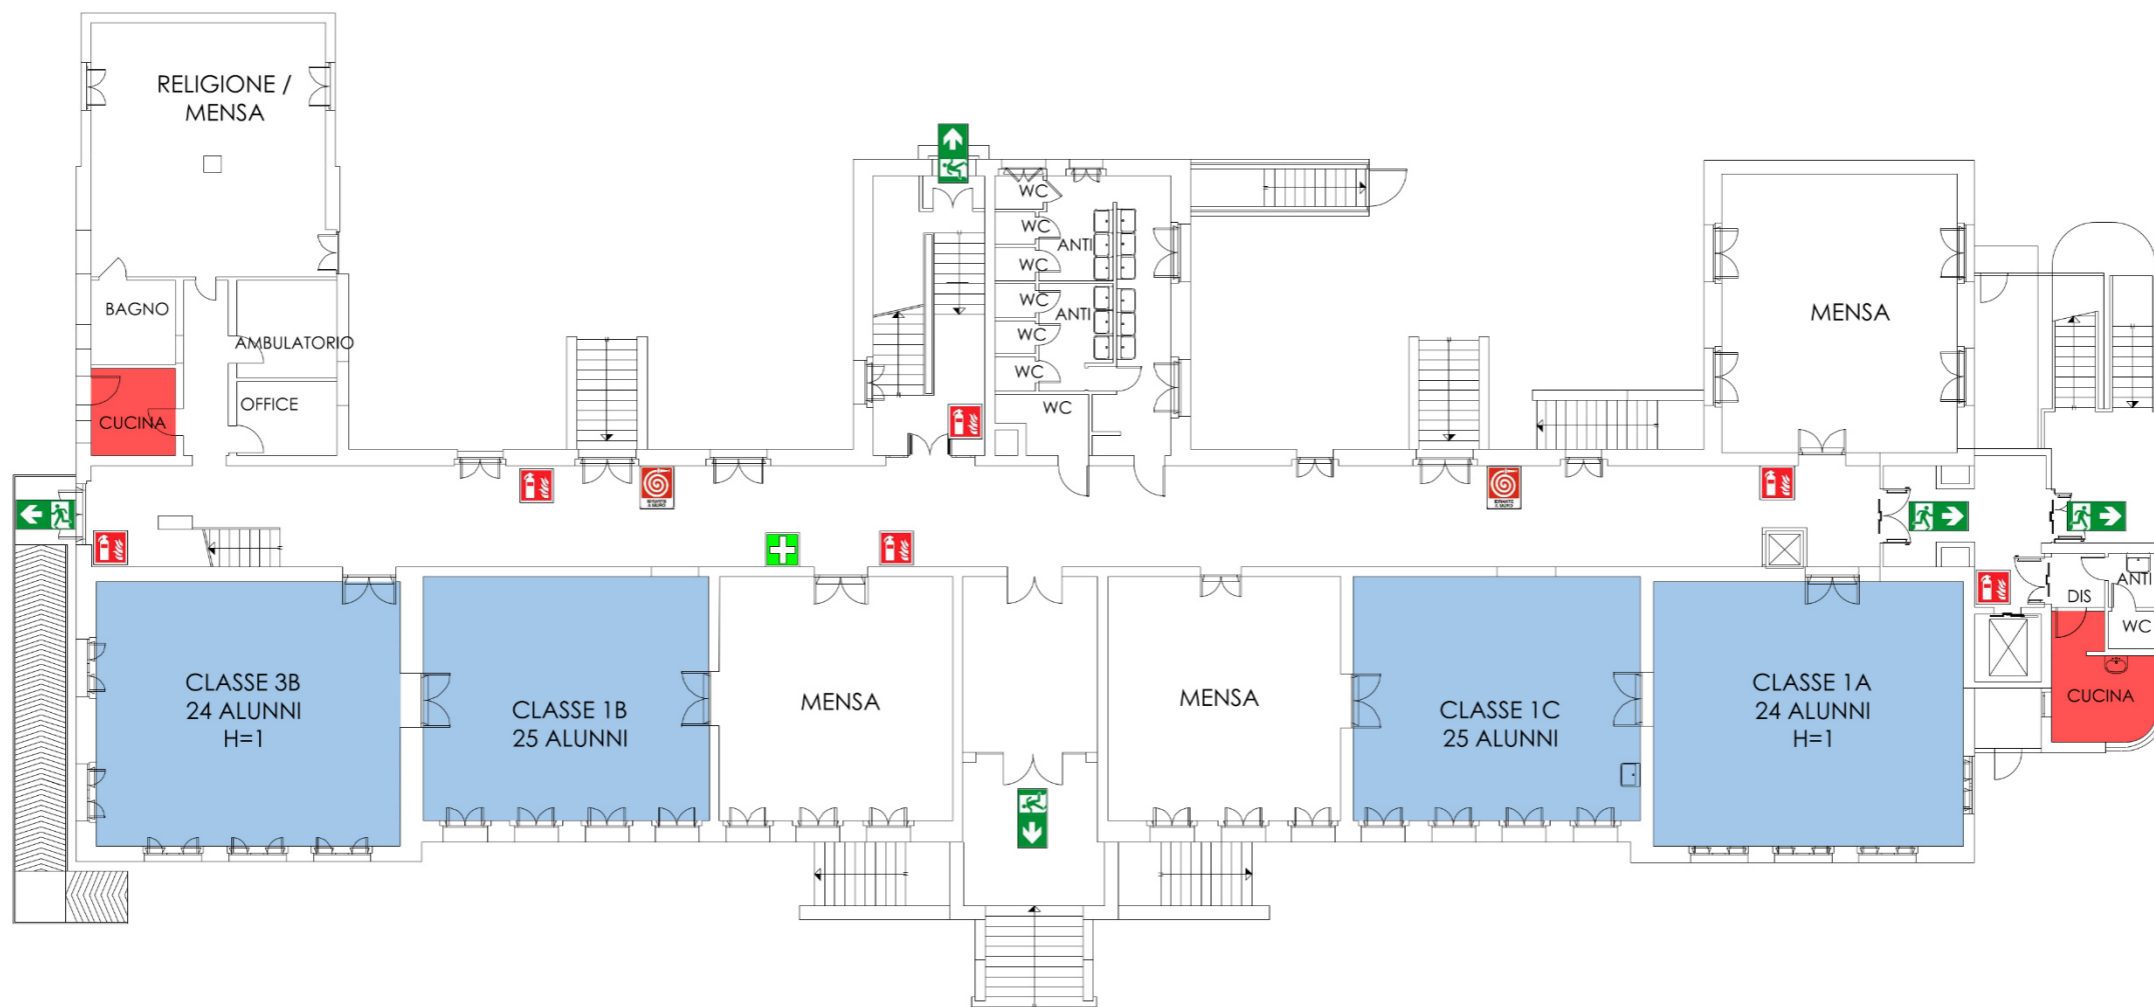 RELIGIONE /
MENSA
BAGNO
AMBULATORIO
CUCINA
OFFICE
WC
WC
ANTI
WC
WC
ANTI
WC
WC
WC
MENSA
CLASSE 3B
24 ALUNNI
H=1
CLASSE 1B
25 ALUNNI
MENSA
MENSA
CLASSE 1C
25 ALUNNI
CLASSE 1A
24 ALUNNI
H=1
DIS
ANTI
WC
CUCINA